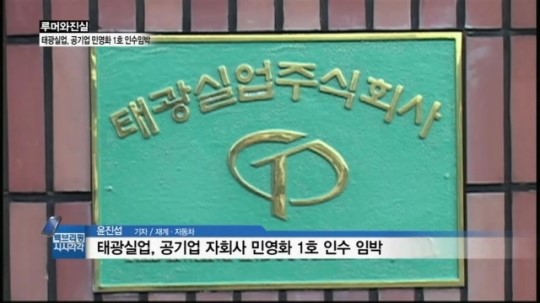 루머와진실
태광실업, 공기업 민영화 1호 인수임박
태광실업주식회사
윤진섭 기자 / 재계·자동차
태광실업, 공기업 자회사 민영화 1호 인수 임박